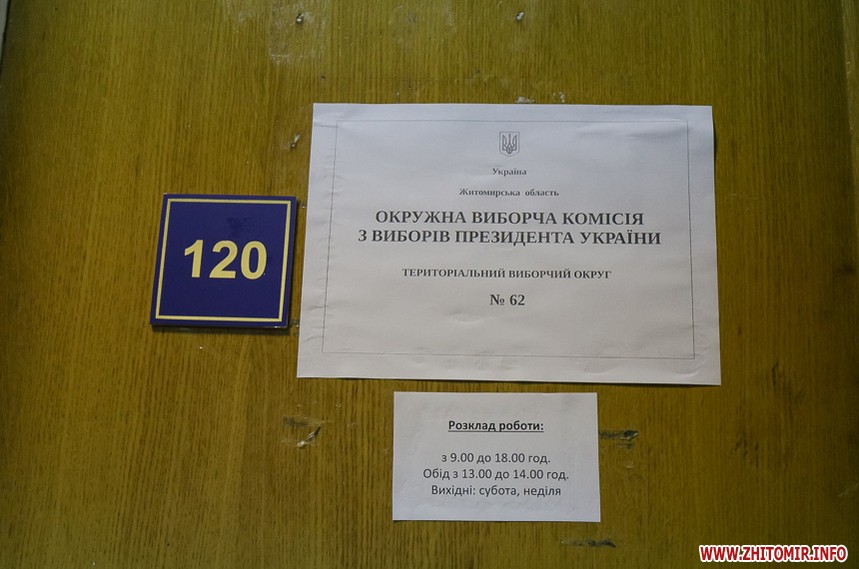 120
Україна
Житомирська область
ОКРУЖНА ВИБОРЧА КОМІСІЯ
З ВИБОРІВ ПРЕЗИДЕНТА УКРАЇНИ
ТЕРИТОРІАЛЬНИЙ ВИБОРЧИЙ ОКРУГ
№ 62
Розклад роботи:
з 9.00 до 18.00 год.
Обід з 13.00 до 14.00 год.
Вихідні: субота, неділя
WWW.ZHITOMIR.INFO